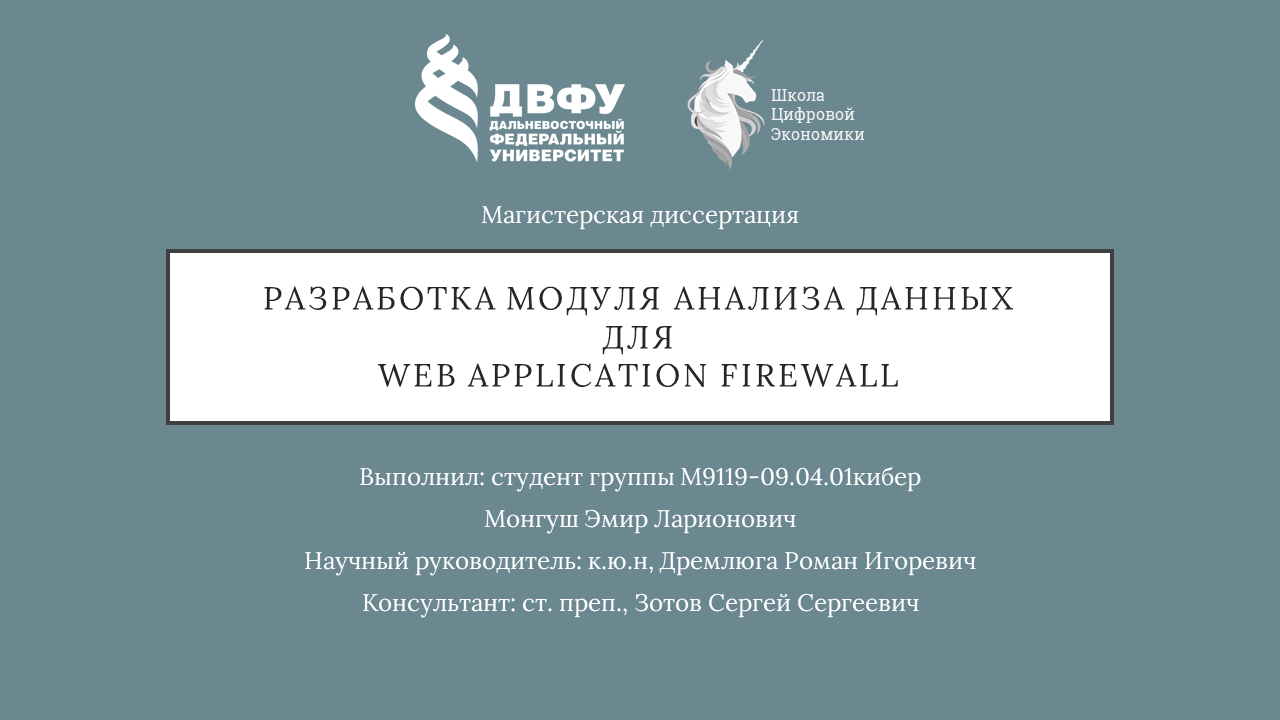 ДВФУ
ДАЛЬНЕВОСТОЧНЫЙ
ФЕДЕРАЛЬНЫЙ
УНИВЕРСИТЕТ
Школа
Цифровой
Экономики
Магистерская диссертация
РАЗРАБОТКА МОДУЛЯ АНАЛИЗА ДАННЫХ
ДЛЯ
WEB APPLICATION FIREWALL
Выполнил: студент группы М9119-09.04.01кибер
Монгуш Эмир Ларионович
Научный руководитель: к.ю.н, Дремлюга Роман Игоревич
Консультант: ст. преп., Зотов Сергей Сергеевич